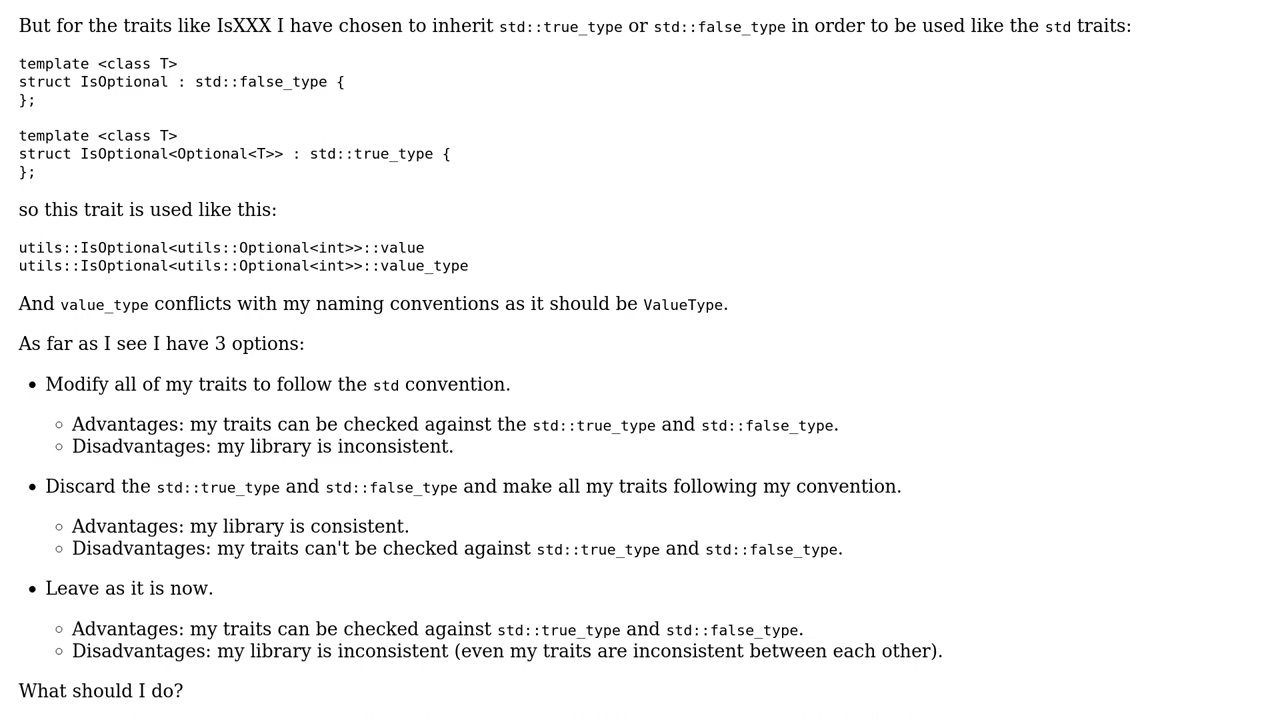 But for the traits like IsXXX I have chosen to inherit std::true_type or std::false_type in order to be used like the std traits:
template <class T>
struct IsOptional : std::false_type {
};
template <class T>
struct IsOptional<Optional<T>> : std::true_type {
};
so this trait is used like this:
utils::IsOptional<utils::Optional<int>>::value
utils::IsOptional<utils::Optional<int>>::value_type
And value_type conflicts with my naming conventions as it should be ValueType.
As far as I see I have 3 options:
• Modify all of my traits to follow the std convention.
◦ Advantages: my traits can be checked against the std::true_type and std::false_type.
◦ Disadvantages: my library is inconsistent.
• Discard the std::true_type and std::false_type and make all my traits following my convention.
◦ Advantages: my library is consistent.
◦ Disadvantages: my traits can't be checked against std::true_type and std::false_type.
• Leave as it is now.
◦ Advantages: my traits can be checked against std::true_type and std::false_type.
◦ Disadvantages: my library is inconsistent (even my traits are inconsistent between each other).
What should I do?